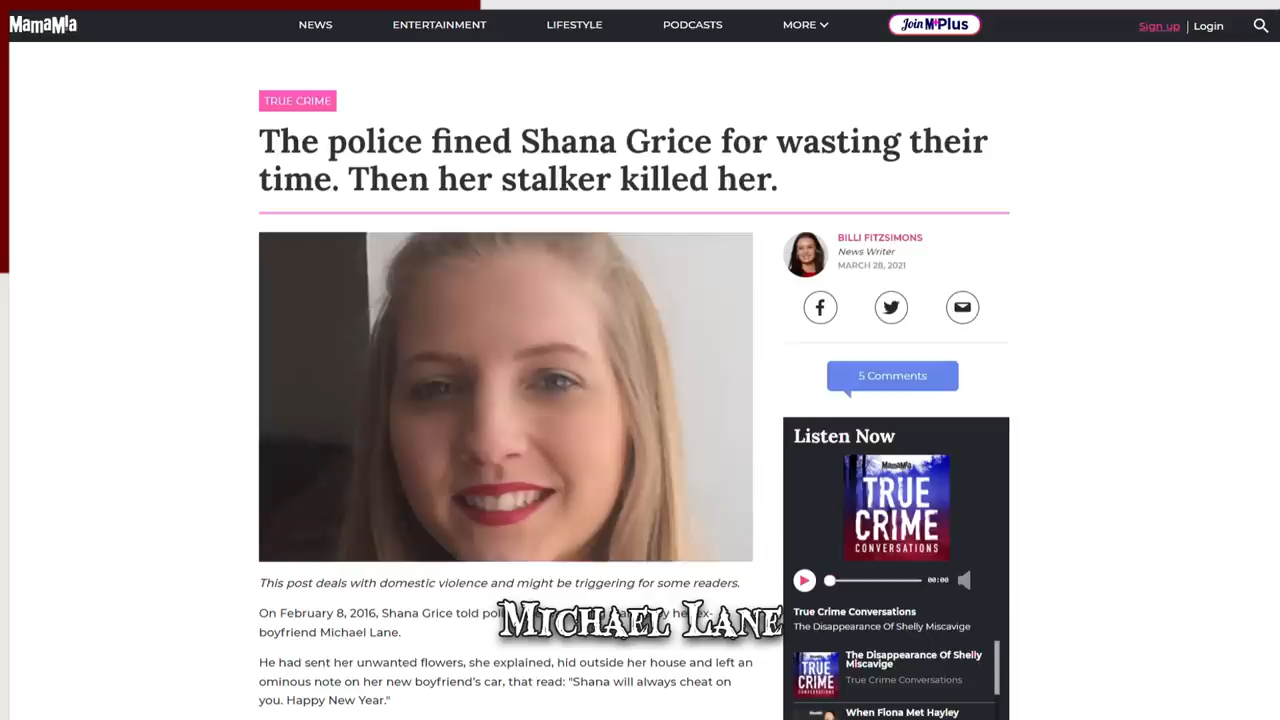 MAMAMIA
NEWS
ENTERTAINMENT
LIFESTYLE
PODCASTS
MORE
Join M+Plus
Sign up | Login
TRUE CRIME
The police fined Shana Grice for wasting their
time. Then her stalker killed her.
BILLI FITZSIMONS
News Writer
MARCH 28, 2021
5 Comments
This post deals with domestic violence and might be triggering for some readers.
On February 8, 2016, Shana Grice told
boyfriend Michael Lane.
MICHAEL LANE
He had sent her unwanted flowers, she explained, hid outside her house and left an
ominous note on her new boyfriend's car, that read: "Shana will always cheat on
you. Happy New Year."
Listen Now
MAMAMIA
TRUE
CRIME
CONVERSATIONS
00:00
True Crime Conversations
The Disappearance Of Shelly Miscavige
TRUE
CRIME
CONVERSATIONS
The Disappearance Of Shelly
Miscavige
True Crime Conversations
When Fiona Met Hayley